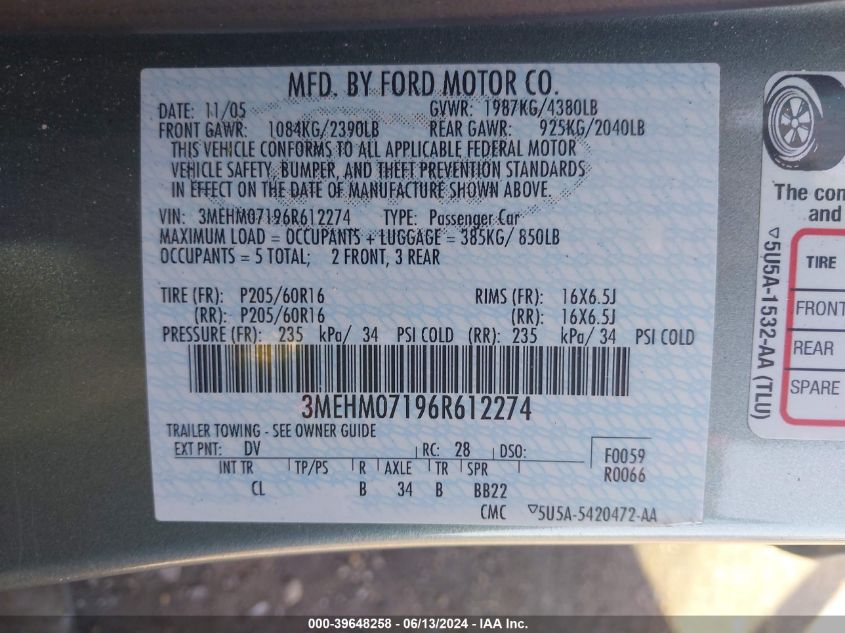 MFD. BY FORD MOTOR CO.
DATE: 11/05 GVWR: 1987KG/4380LB
FRONT GAWR: 1084KG/2390LB REAR GAWR: 925KG/2040LB
THIS VEHICLE CONFORMS TO ALL APPLICABLE FEDERAL MOTOR
VEHICLE SAFETY, BUMPER, AND THEFT PREVENTION STANDARDS
IN EFFECT ON THE DATE OF MANUFACTURE SHOWN ABOVE.
VIN: 3MEHM07196R612274 TYPE: Passenger Car
MAXIMUM LOAD = OCCUPANTS + LUGGAGE = 385KG/ 850LB
OCCUPANTS = 5 TOTAL; 2 FRONT, 3 REAR
TIRE (FR): P205/60R16 RIMS (FR): 16X6.5J
(RR): P205/60R16 (RR): 16X6.5J
PRESSURE (FR): 235 kPa/ 34 PSI COLD (RR): 235 kPa/ 34 PSI COLD
3MEHM07196R612274
TRAILER TOWING - SEE OWNER GUIDE
EXT PNT: DV RC: 28 DSO: F0059
INT TR TP/PS R AXLE TR SPR R0066
CL B 34 B BB22
CMC ▽5U5A-5420472-AA
The con
and
TIRE
FRONT
REAR
SPARE
▽5U5A-1532-AA (TLU)
000-39648258 - 06/13/2024 - IAA Inc.